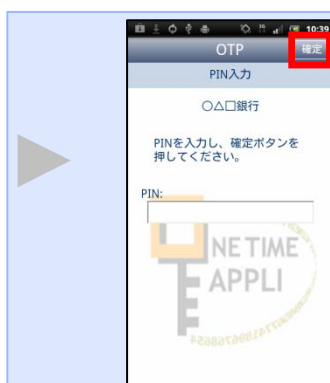 10:39
OTP
確定
PIN入力
○△□銀行
PINを入力し、確定ボタンを
押してください。
PIN:
NE TIME
APPLI